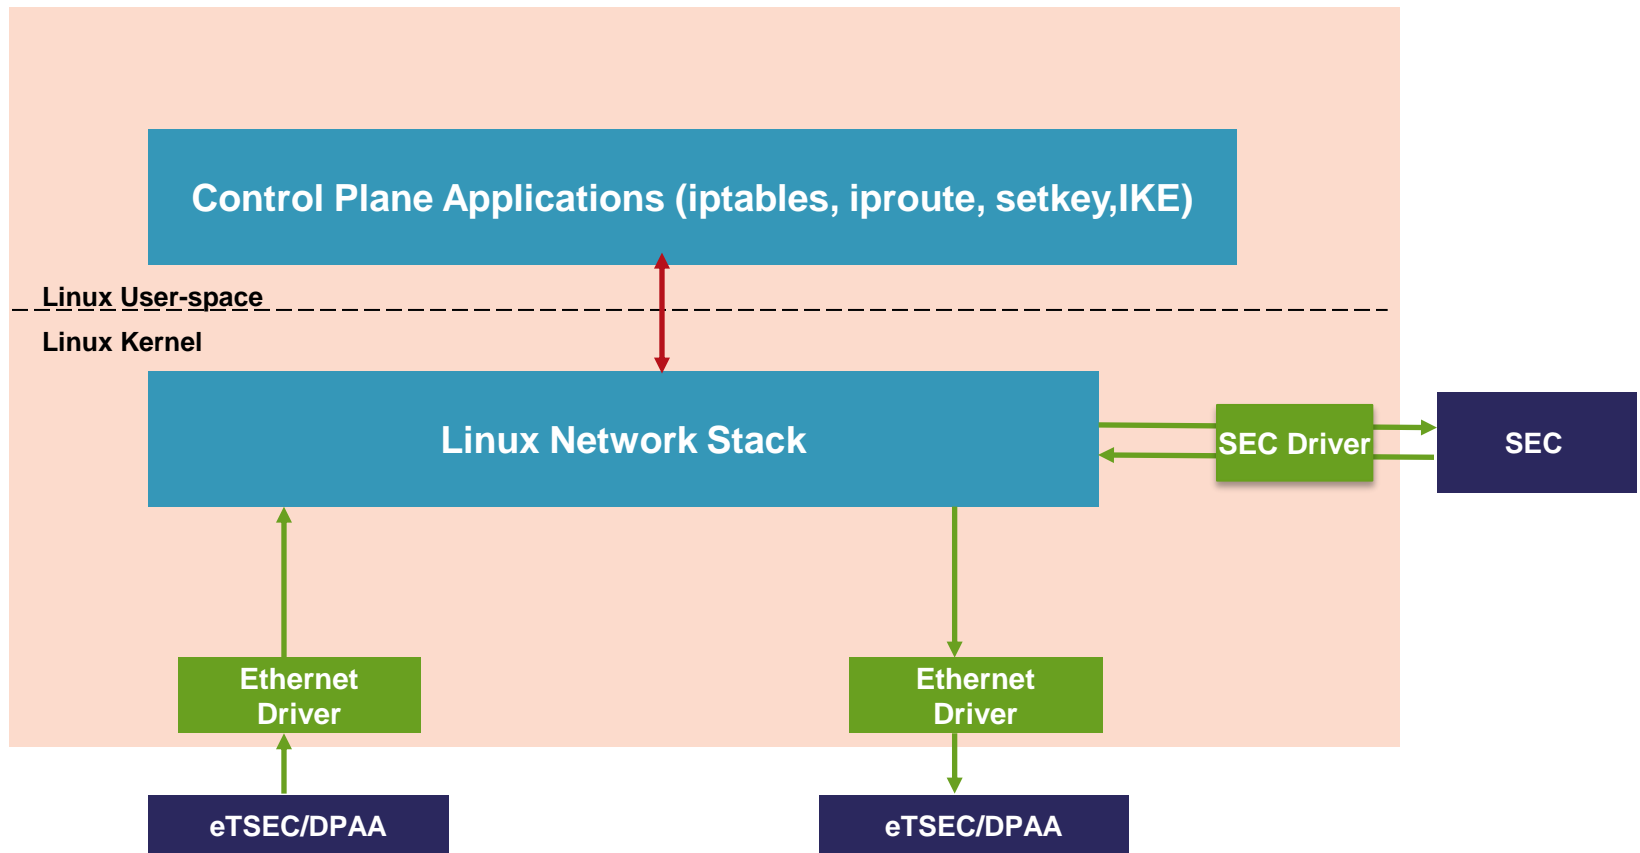 Control Plane Applications (iptables, iproute, setkey,IKE)
Linux User-space
Linux Kernel
Linux Network Stack
SEC Driver
SEC
Ethernet
Driver
Ethernet
Driver
eTSEC/DPAA
eTSEC/DPAA